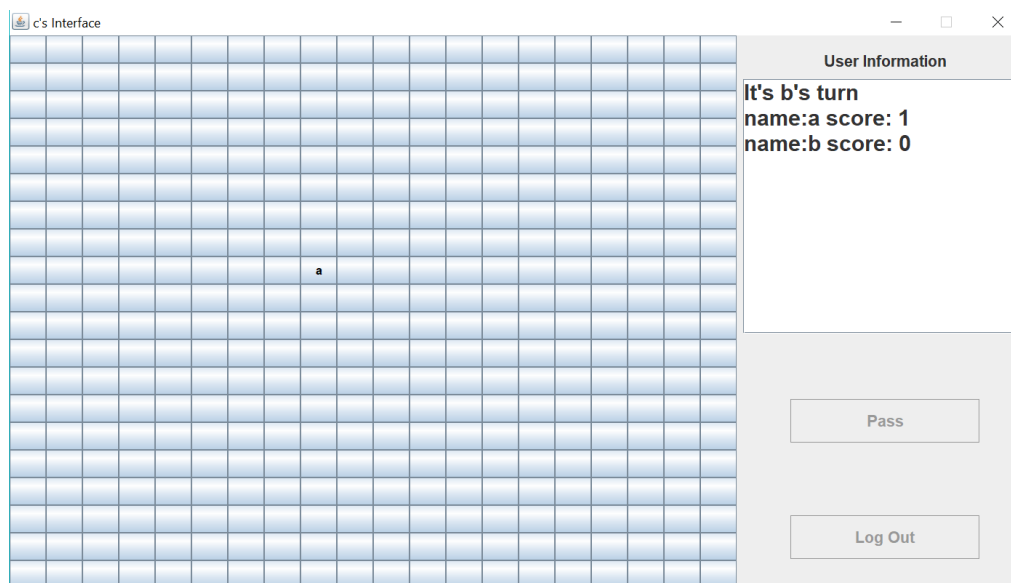 c's Interface
User Information
It's b's turn
name:a score: 1
name:b score: 0
a
Pass
Log Out